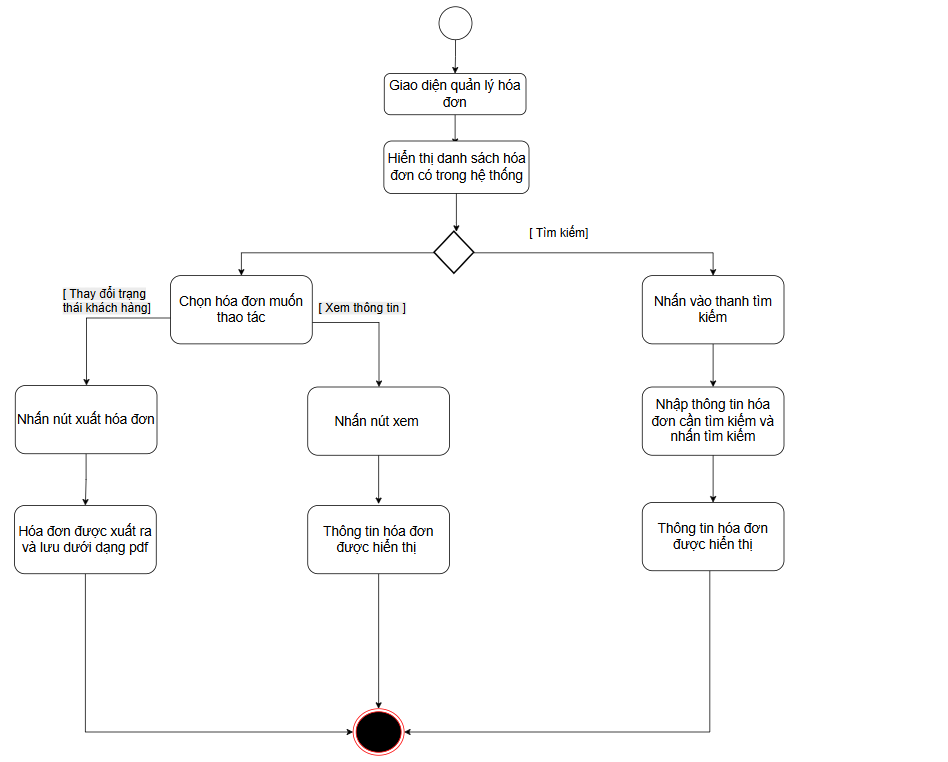 Giao diện quản lý hóa
đơn
Hiển thị danh sách hóa
đơn có trong hệ thống
[ Tìm kiếm]
[ Thay đổi trạng
thái khách hàng]
Chọn hóa đơn muốn
thao tác
[ Xem thông tin ]
Nhấn vào thanh tìm
kiếm
Nhấn nút xuất hóa đơn
Nhấn nút xem
Nhập thông tin hóa
đơn cần tìm kiếm và
nhấn tìm kiếm
Hóa đơn được xuất ra
và lưu dưới dạng pdf
Thông tin hóa đơn
được hiển thị
Thông tin hóa đơn
được hiển thị